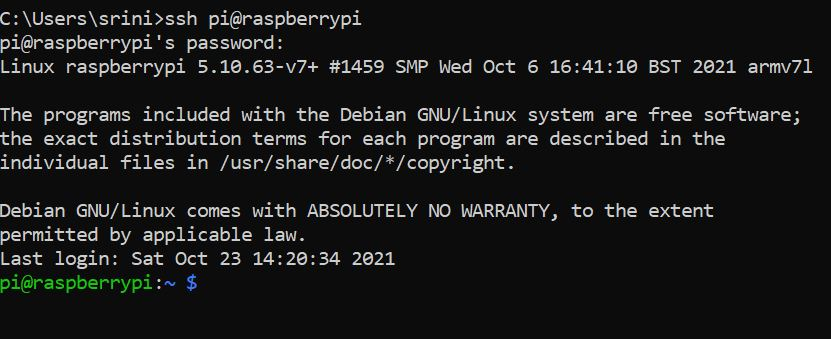 C:\Users\srini>ssh pi@raspberrypi
pi@raspberrypi's password:
Linux raspberrypi 5.10.63-v7+ #1459 SMP Wed Oct 6 16:41:10 BST 2021 armv7l
The programs included with the Debian GNU/Linux system are free software;
the exact distribution terms for each program are described in the
individual files in /usr/share/doc/*/copyright.
Debian GNU/Linux comes with ABSOLUTELY NO WARRANTY, to the extent
permitted by applicable law.
Last login: Sat Oct 23 14:20:34 2021
pi@raspberrypi:~ $